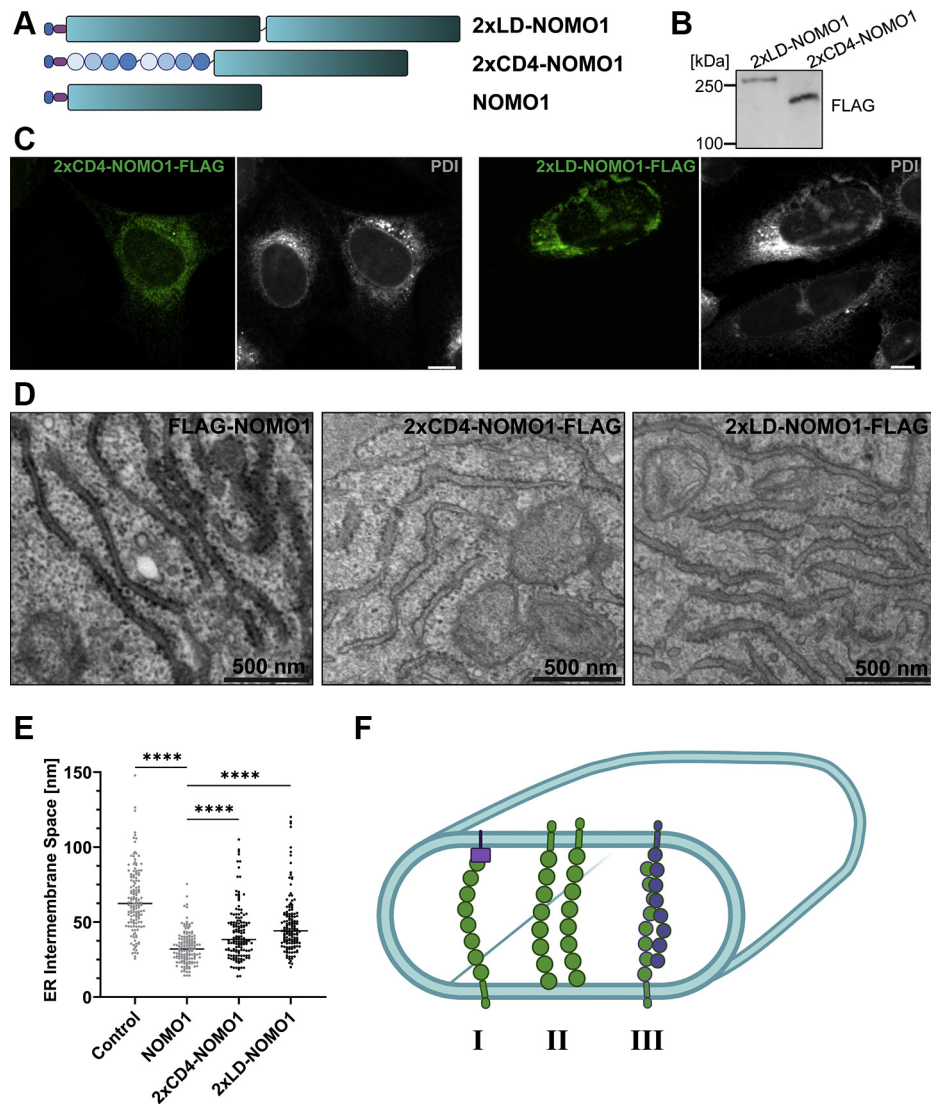 A
2xLD-NOMO1
2xCD4-NOMO1
NOMO1
B
2xLD-NOMO1
2xCD4-NOMO1
[kDa]
250
FLAG
100
C
2xCD4-NOMO1-FLAG
PDI
2xLD-NOMO1-FLAG
PDI
D
FLAG-NOMO1
500 nm
2xCD4-NOMO1-FLAG
500 nm
2xLD-NOMO1-FLAG
500 nm
E
ER Intermembrane Space [nm]
150
100
50
0
****
****
****
Control
NOMO1
2xCD4-NOMO1
2xLD-NOMO1
F
I
II
III